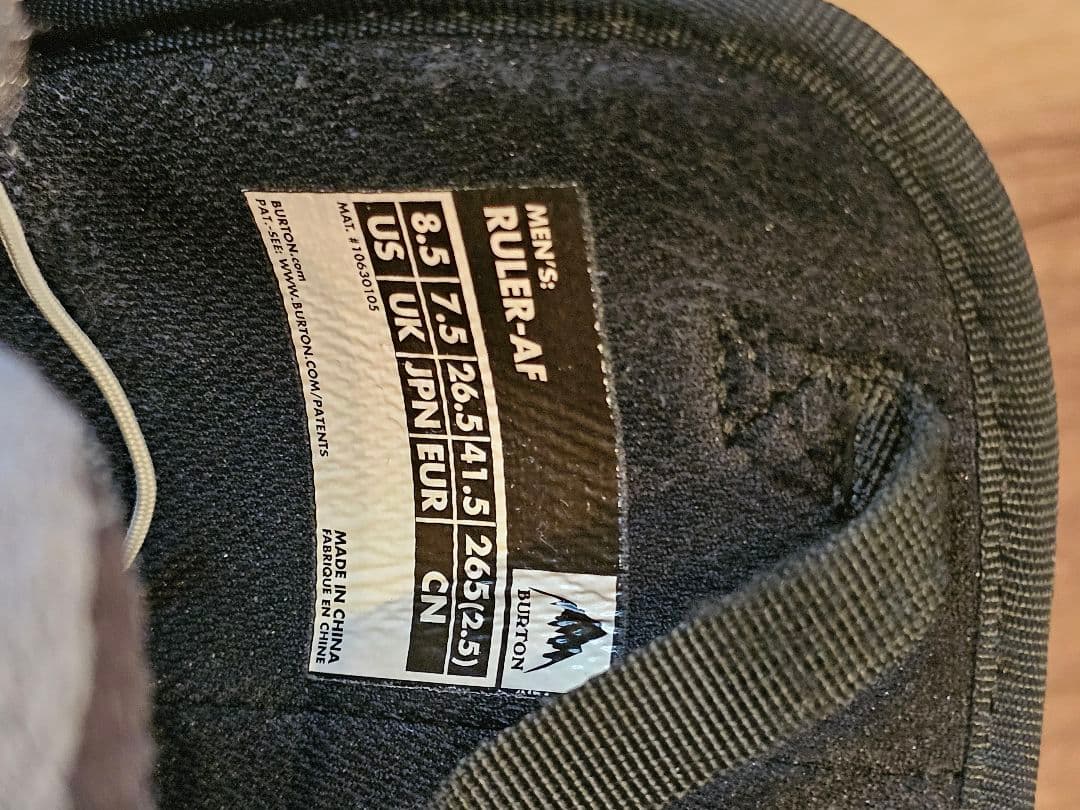 MEN'S:
RULER-AF
BURTON
8.5 7.5 26.5 41.5 265(2.5)
US UK JPN EUR CN
MAT. #10630105
MADE IN CHINA
FABRIQUE EN CHINE
BURTON.com
PAT.-SEE: WWW.BURTON.COM/PATENTS